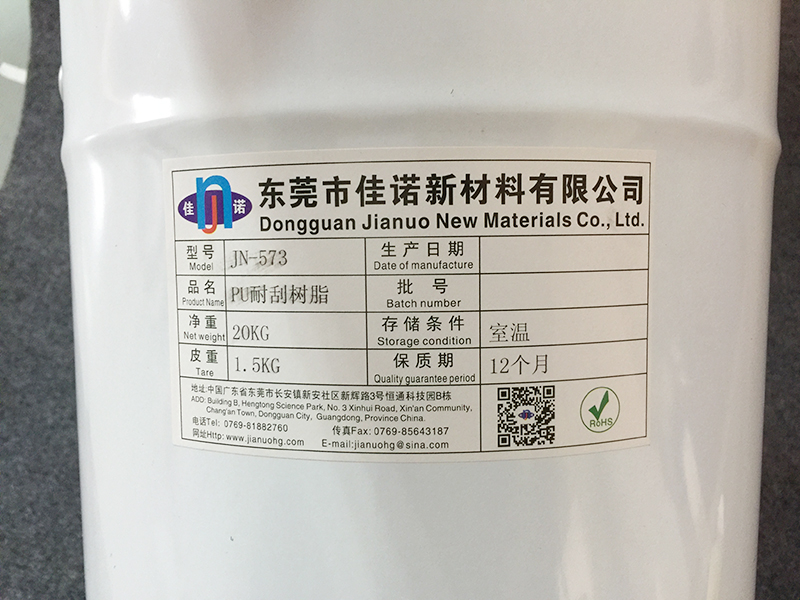 佳 nJ 诺
东莞市佳诺新材料有限公司
Dongguan Jianuo New Materials Co., Ltd.
型号 JN-573 生产日期
Model Date of manufacture
品名 PU耐刮树脂 批号
Product Name Batch number
净重 20KG 存储条件 室温
Net weight Storage condition
皮重 1.5KG 保质期 12个月
Tare Quality guarantee period
地址:中国广东省东莞市长安镇新安社区新辉路3号恒通科技园B栋
ADD: Building B, Hengtong Science Park, No. 3 Xinhui Road, Xin'an Community,
Chang'an Town, Dongguan City, Guangdong, Province China.
电话Tel: 0769-81882760 传真Fax: 0769-85643187
网址Http: www.jianuohg.com E-mail:jianuohg@sina.com
RoHS